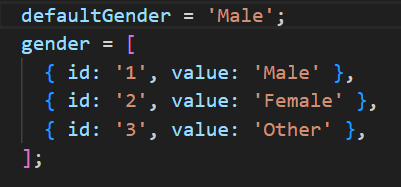 defaultGender = 'Male';
gender = [
  { id: '1', value: 'Male' },
  { id: '2', value: 'Female' },
  { id: '3', value: 'Other' },
];